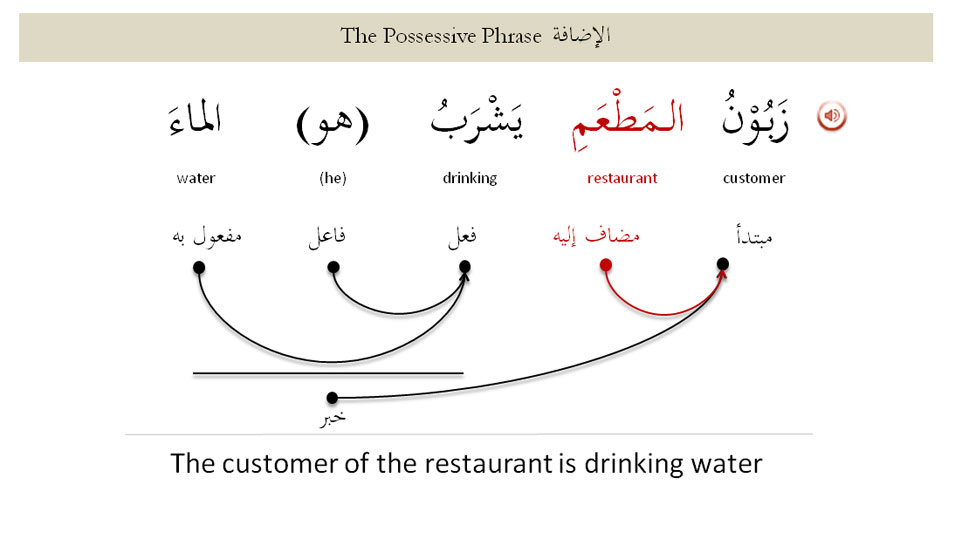 The Possessive Phrase الإضافة
زَبُوْنُ المَطْعَمِ يَشْرَبُ (هو) الماءَ
customer restaurant drinking (he) water
مبتدأ مضاف إليه فعل فاعل مفعول به
خبر
The customer of the restaurant is drinking water